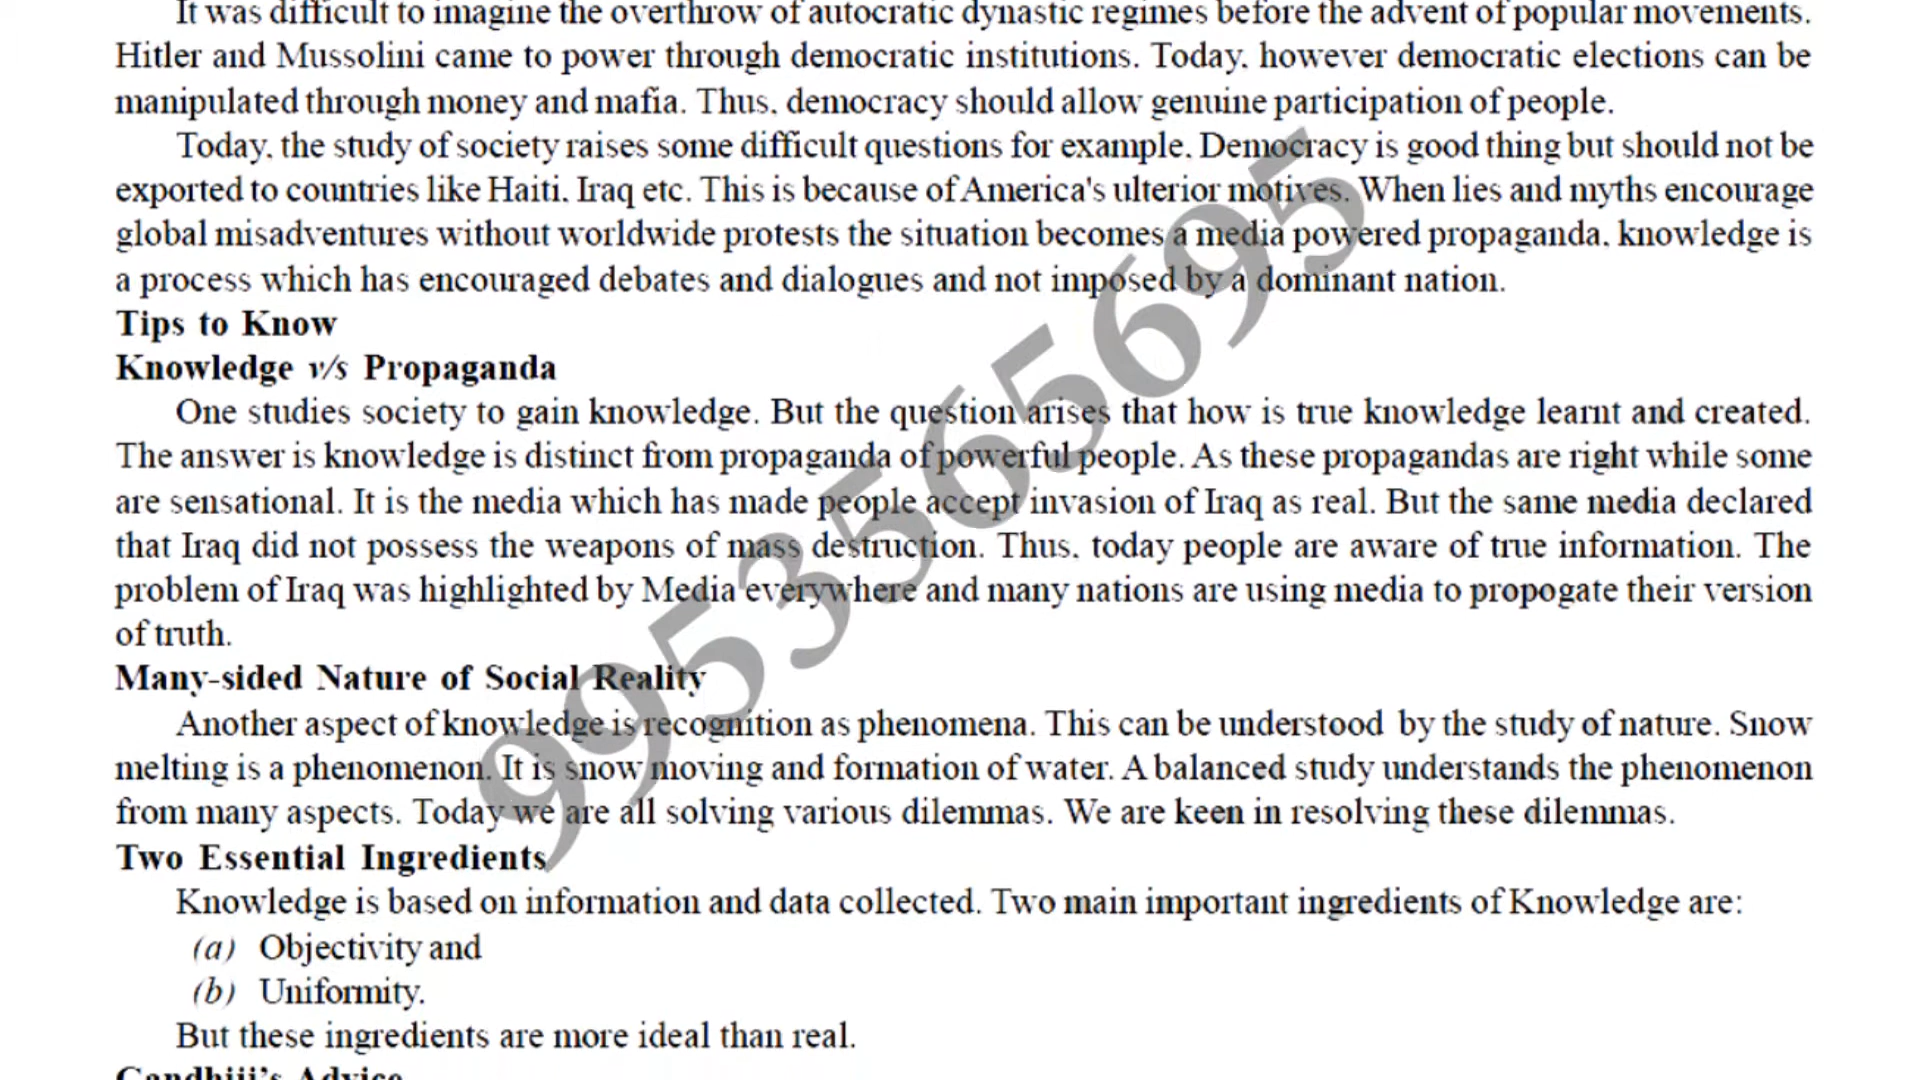 It was difficult to imagine the overthrow of autocratic dynastic regimes before the advent of popular movements.
Hitler and Mussolini came to power through democratic institutions. Today, however democratic elections can be
manipulated through money and mafia. Thus, democracy should allow genuine participation of people.
Today, the study of society raises some difficult questions for example, Democracy is good thing but should not be
exported to countries like Haiti, Iraq etc. This is because of America's ulterior motives. When lies and myths encourage
global misadventures without worldwide protests the situation becomes a media powered propaganda, knowledge is
a process which has encouraged debates and dialogues and not imposed by a dominant nation.
Tips to Know
Knowledge v/s Propaganda
One studies society to gain knowledge. But the question arises that how is true knowledge learnt and created.
The answer is knowledge is distinct from propaganda of powerful people. As these propagandas are right while some
are sensational. It is the media which has made people accept invasion of Iraq as real. But the same media declared
that Iraq did not possess the weapons of mass destruction. Thus, today people are aware of true information. The
problem of Iraq was highlighted by Media everywhere and many nations are using media to propogate their version
of truth.
Many-sided Nature of Social Reality
Another aspect of knowledge is recognition as phenomena. This can be understood by the study of nature. Snow
melting is a phenomenon. It is snow moving and formation of water. A balanced study understands the phenomenon
from many aspects. Today we are all solving various dilemmas. We are keen in resolving these dilemmas.
Two Essential Ingredients
Knowledge is based on information and data collected. Two main important ingredients of Knowledge are:
(a) Objectivity and
(b) Uniformity.
But these ingredients are more ideal than real.
Gandhiji's Advice
9953565695